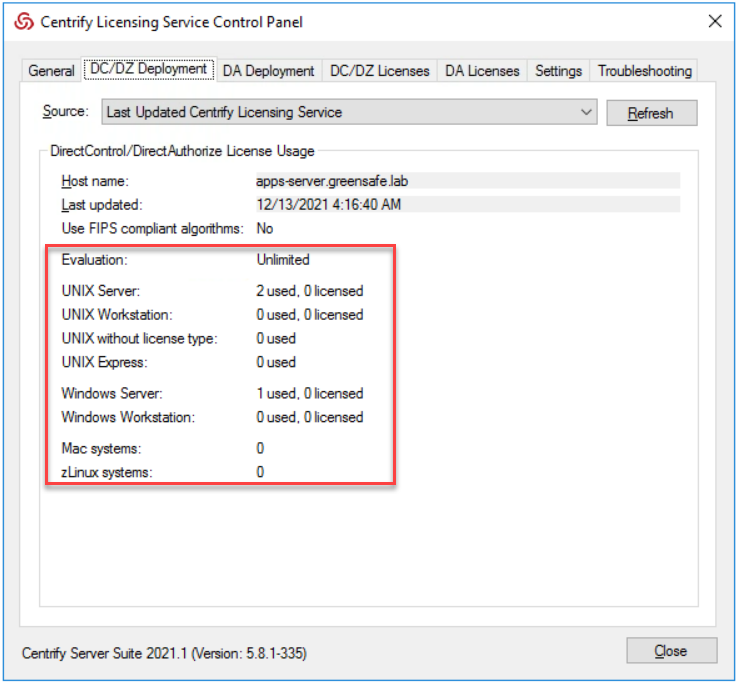 Centrify Licensing Service Control Panel
General DC/DZ Deployment DA Deployment DC/DZ Licenses DA Licenses Settings Troubleshooting
Source: Last Updated Centrify Licensing Service Refresh
DirectControl/DirectAuthorize License Usage
Host name: apps-server.greensafe.lab
Last updated: 12/13/2021 4:16:40 AM
Use FIPS compliant algorithms: No
Evaluation: Unlimited
UNIX Server: 2 used, 0 licensed
UNIX Workstation: 0 used, 0 licensed
UNIX without license type: 0 used
UNIX Express: 0 used
Windows Server: 1 used, 0 licensed
Windows Workstation: 0 used, 0 licensed
Mac systems: 0
zLinux systems: 0
Centrify Server Suite 2021.1 (Version: 5.8.1-335) Close